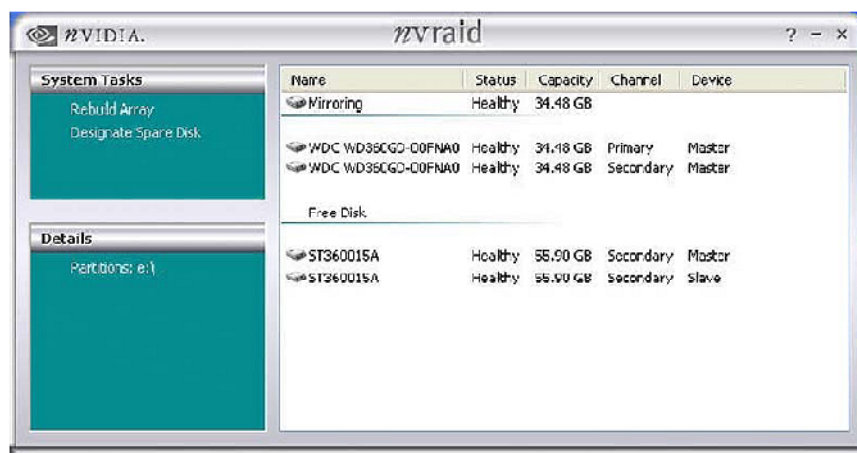 nVIDIA.
nvraid
? – ×
System Tasks
Rebuild Array
Designate Spare Disk
Details
Partitions: e:\
Name Status Capacity Channel Device
Mirroring Healthy 34.48 GB
WDC WD360GD-00FNA0 Healthy 34.48 GB Primary Master
WDC WD360GD-00FNA0 Healthy 34.48 GB Secondary Master
Free Disk
ST360015A Healthy 55.90 GB Secondary Master
ST360015A Healthy 55.90 GB Secondary Slave